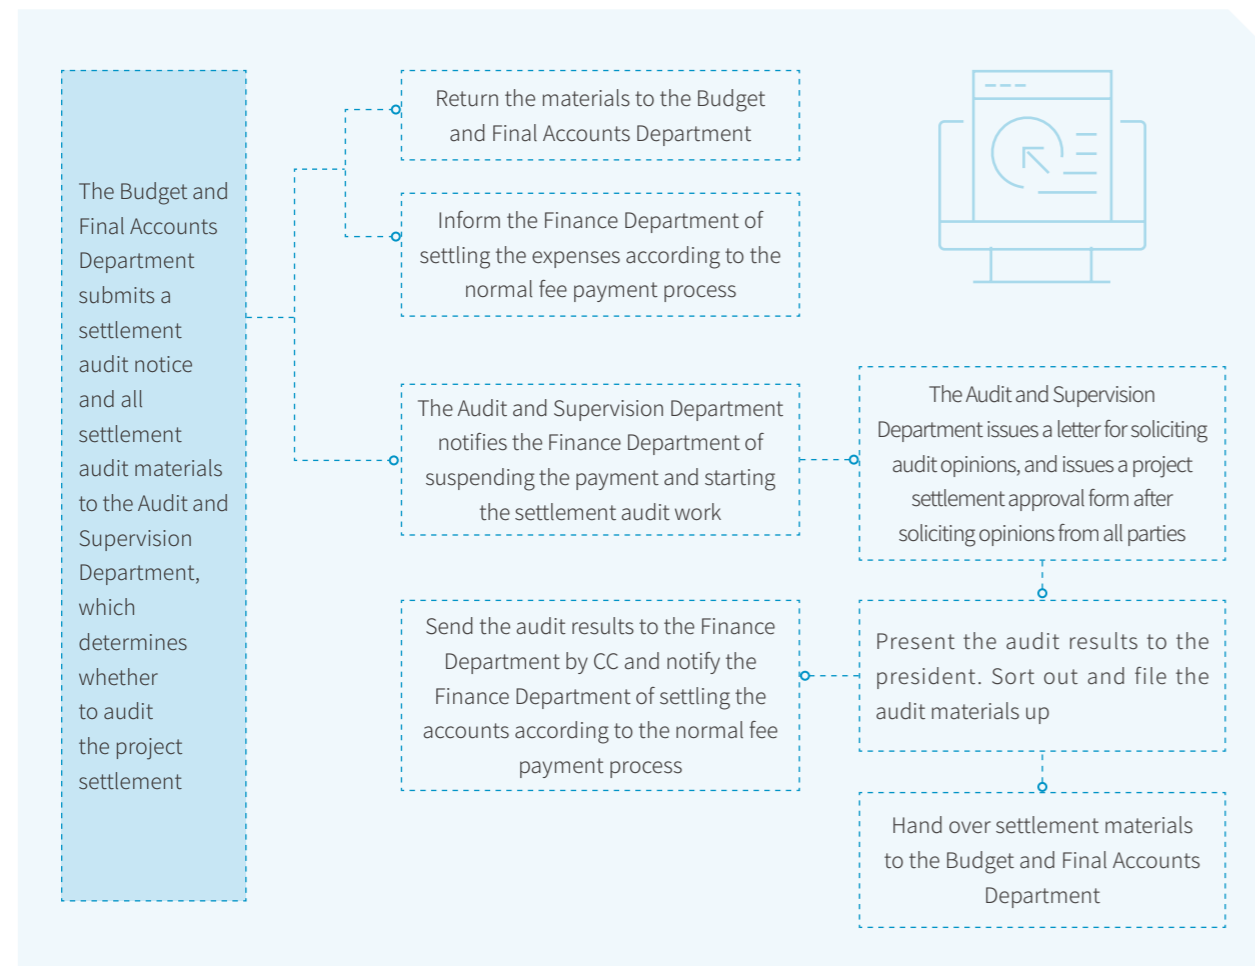 The Budget and
Final Accounts
Department
submits a
settlement
audit notice
and all
settlement
audit materials
to the Audit and
Supervision
Department,
which
determines
whether
to audit
the project
settlement
Return the materials to the Budget
and Final Accounts Department
Inform the Finance Department of
settling the expenses according to the
normal fee payment process
The Audit and Supervision Department
notifies the Finance Department of
suspending the payment and starting
the settlement audit work
The Audit and Supervision
Department issues a letter for soliciting
audit opinions, and issues a project
settlement approval form after
soliciting opinions from all parties
Present the audit results to the
president. Sort out and file the
audit materials up
Send the audit results to the Finance
Department by CC and notify the
Finance Department of settling the
accounts according to the normal fee
payment process
Hand over settlement materials
to the Budget and Final Accounts
Department